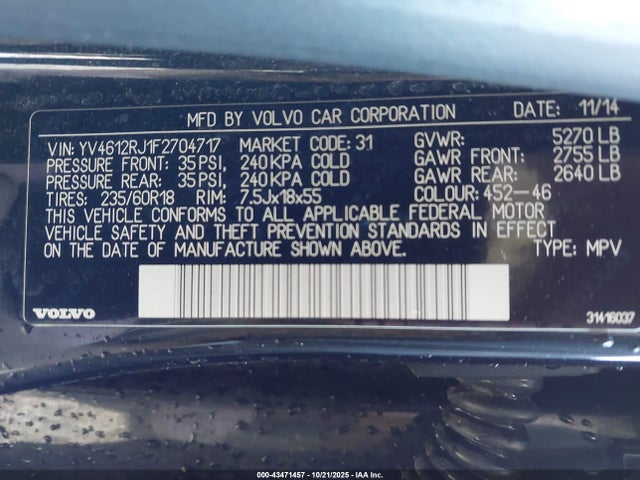 MFD BY VOLVO CAR CORPORATION DATE: 11/14
VIN: YV4612RJ1F2704717 MARKET CODE: 31 GVWR: 5270 LB
PRESSURE FRONT: 35 PSI, 240 KPA COLD GAWR FRONT: 2755 LB
PRESSURE REAR: 35 PSI, 240 KPA COLD GAWR REAR: 2640 LB
TIRES: 235/60R18 RIM: 7.5Jx18x55 COLOUR: 452-46
THIS VEHICLE CONFORMS TO ALL APPLICABLE FEDERAL MOTOR
VEHICLE SAFETY AND THEFT PREVENTION STANDARDS IN EFFECT
ON THE DATE OF MANUFACTURE SHOWN ABOVE. TYPE: MPV
VOLVO 31416037
000-43471457 - 10/21/2025 - IAA Inc.